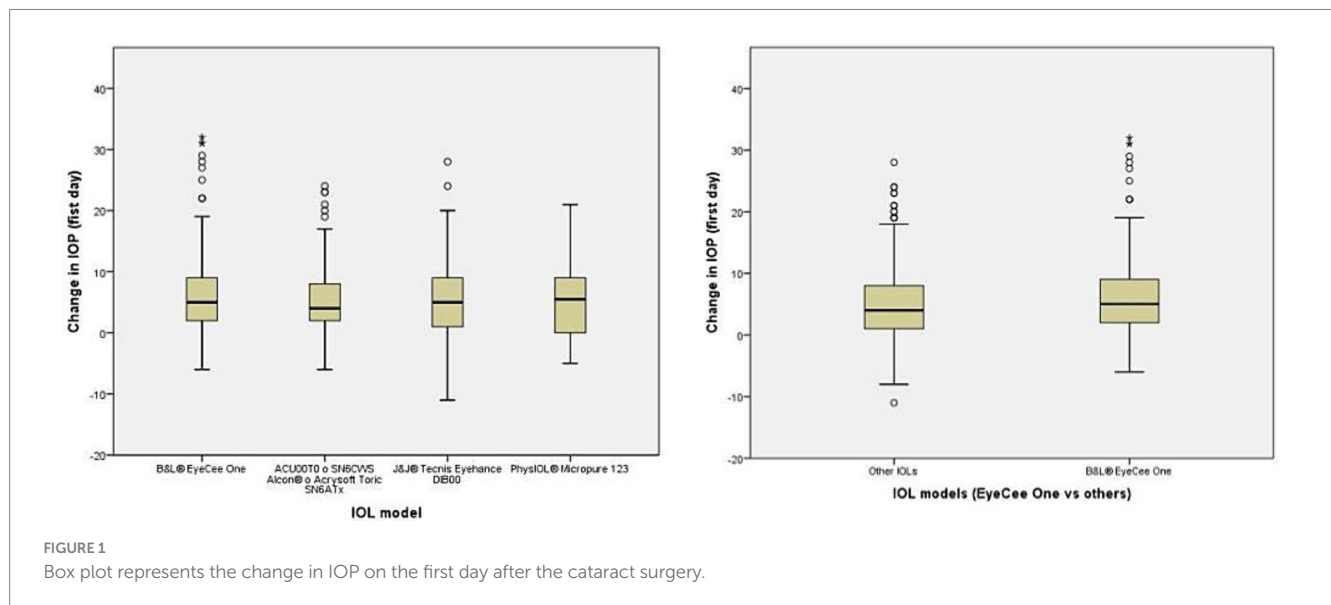 40
30
20
10
0
-10
-20
Change in IOP (fist day)
B&L® EyeCee One
ACU00T0 o SN6CWS
Alcon® o Acrysoft Toric
SN6ATx
J&J® Tecnis Eyehance
DIB00
PhysIOL® Micropure 123
IOL model
40
30
20
10
0
-10
-20
Change in IOP (first day)
Other IOLs
B&L® EyeCee One
IOL models (EyeCee One vs others)
FIGURE 1
Box plot represents the change in IOP on the first day after the cataract surgery.